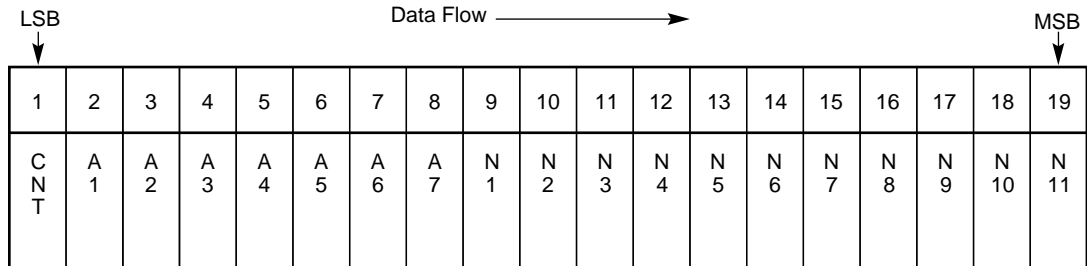 LSB Data Flow MSB
1 2 3 4 5 6 7 8 9 10 11 12 13 14 15 16 17 18 19
C A A A A A A A N N N N N N N N N N N
N 1 2 3 4 5 6 7 1 2 3 4 5 6 7 8 9 10 11
T